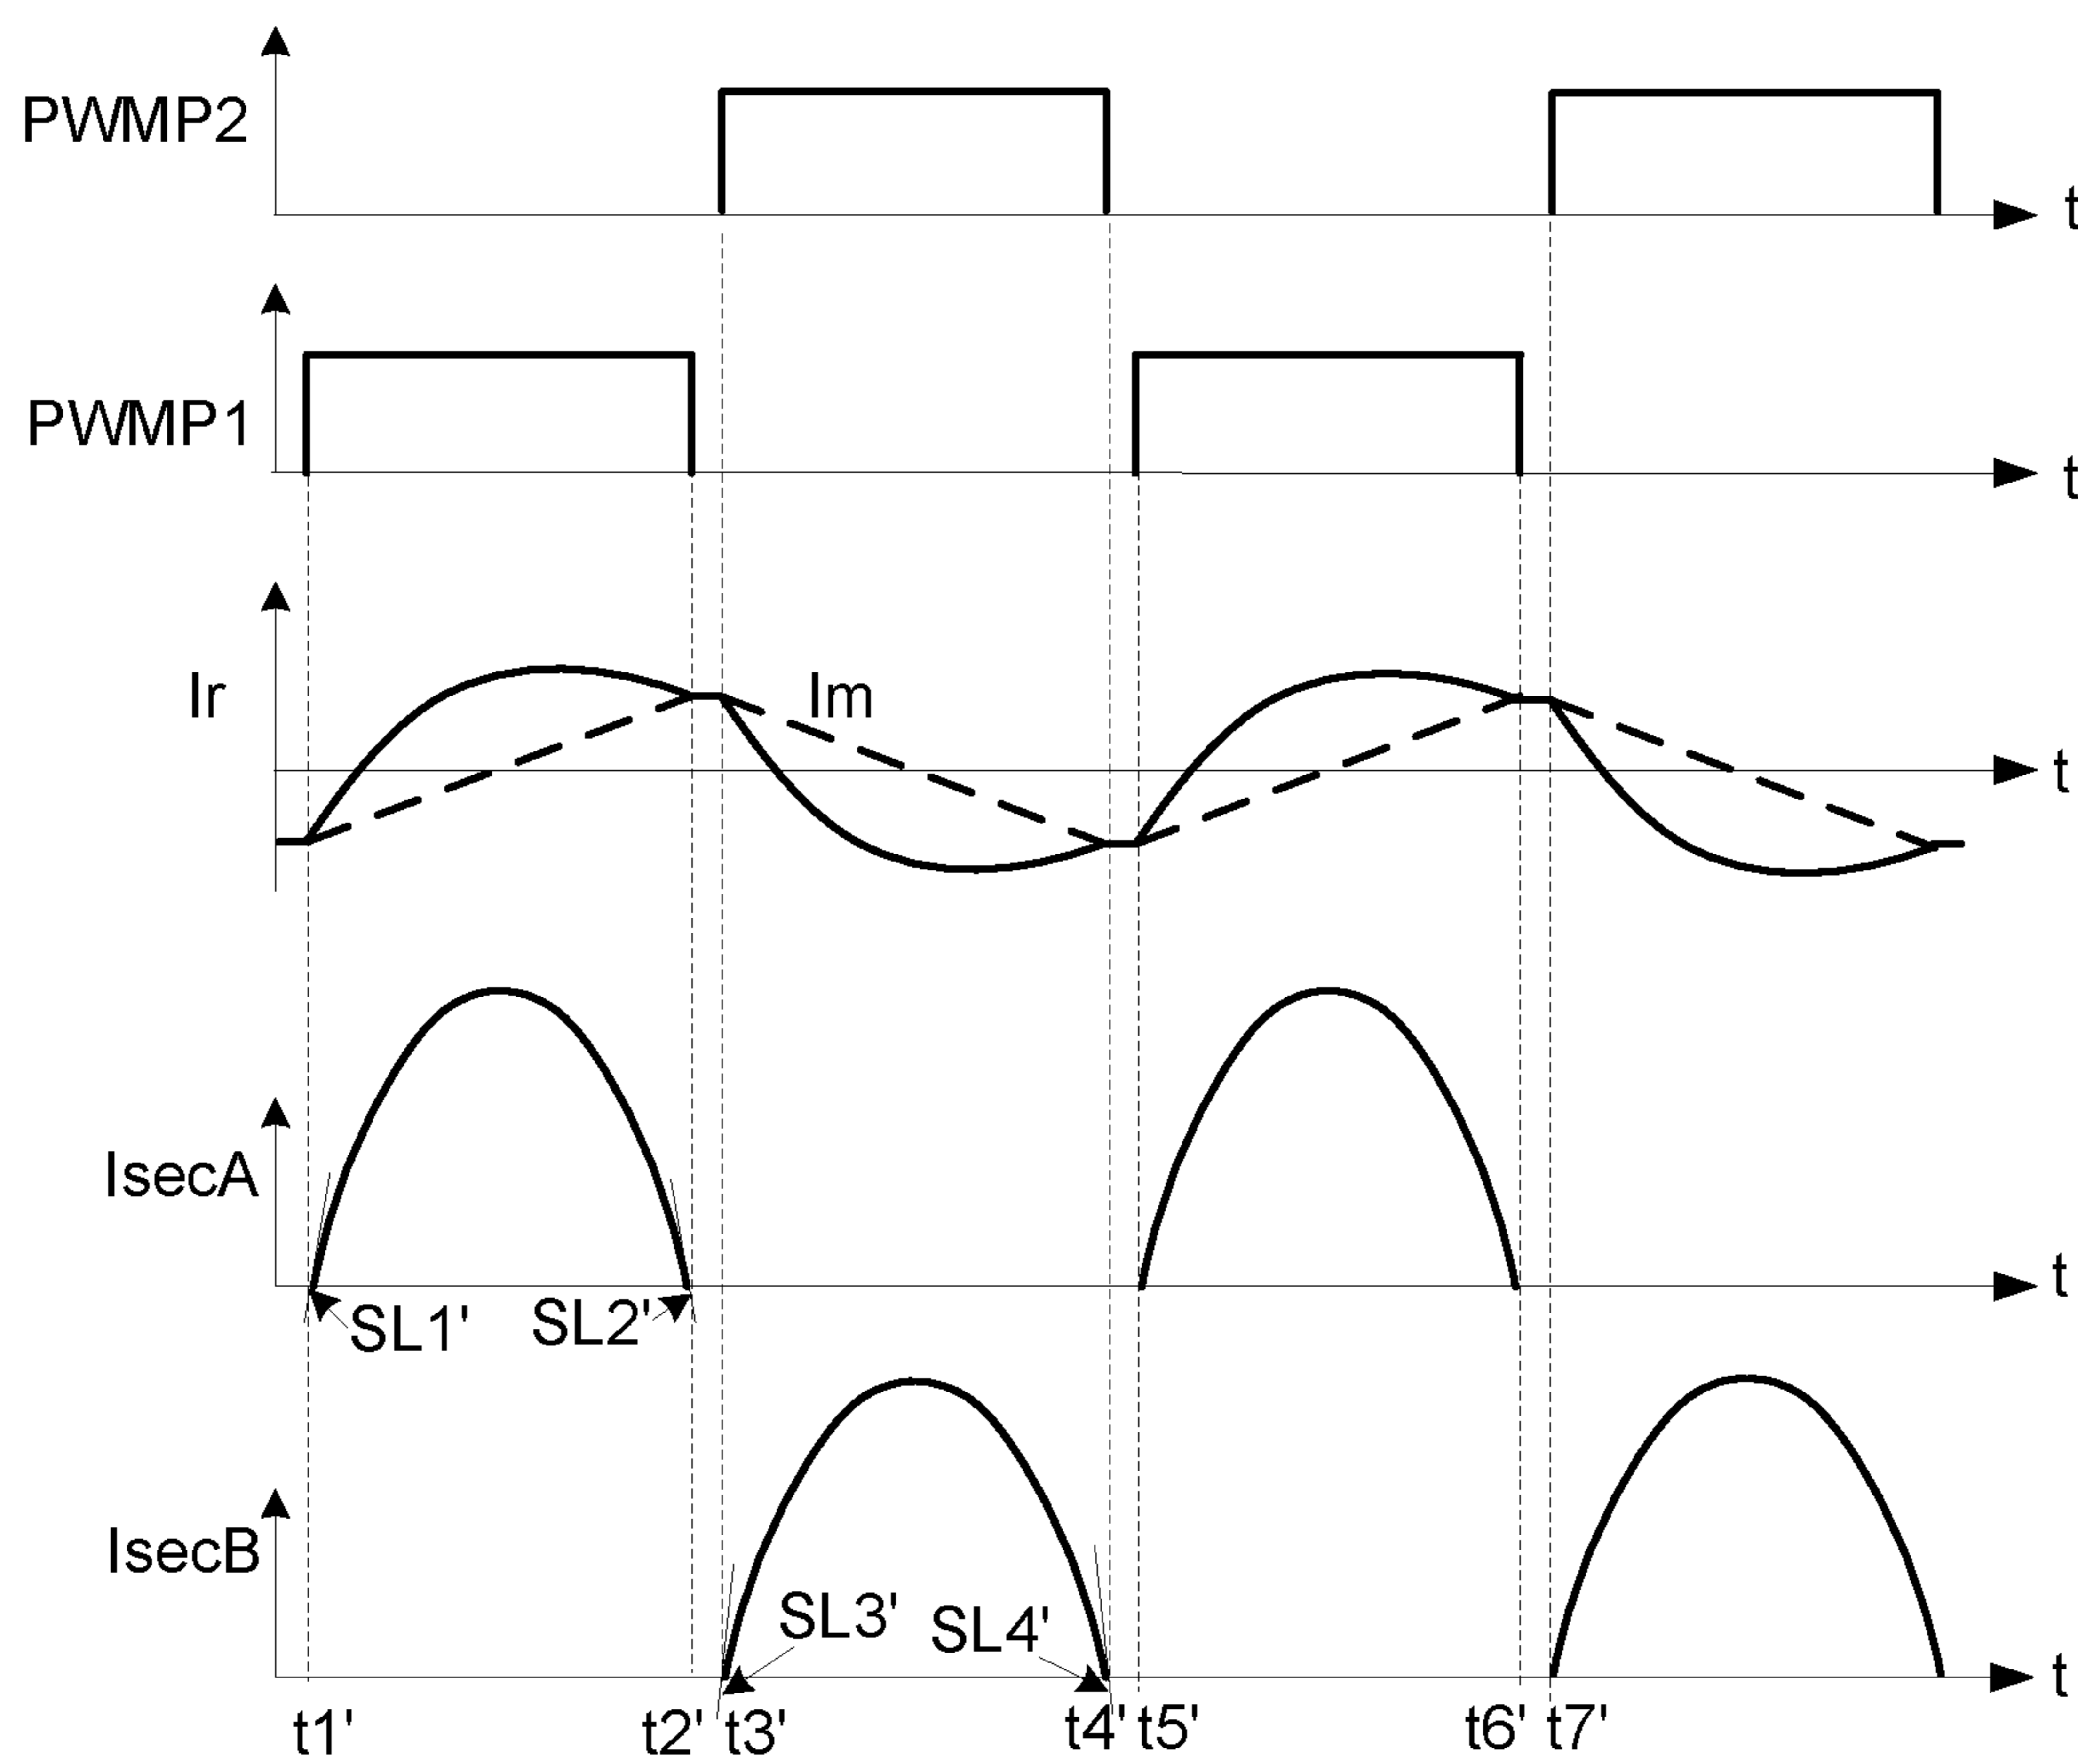 PWMP2
t
PWMP1
t
Ir
Im
t
IsecA
t
SL1'
SL2'
IsecB
SL3'
SL4'
t
t1'
t2'
t3'
t4'
t5'
t6'
t7'